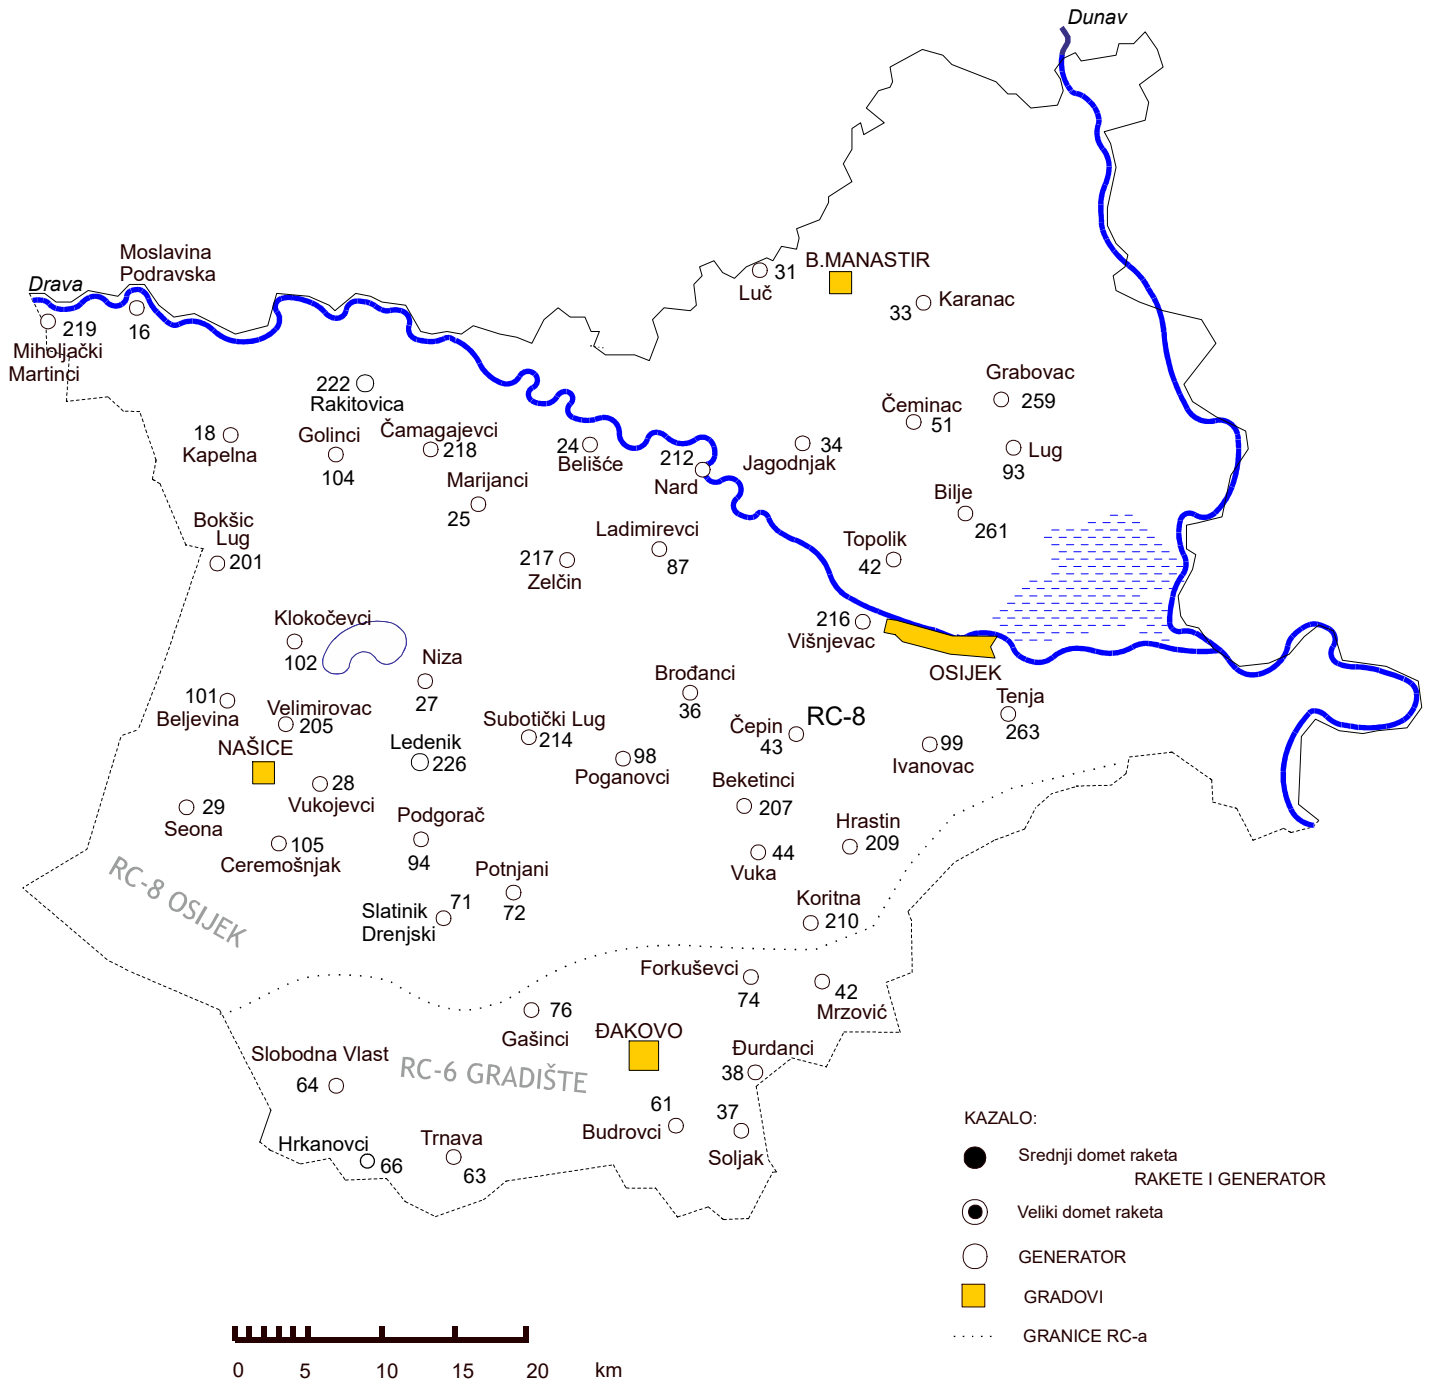 Dunav
Moslavina
Podravska
16
Drava
219
Miholjački
Martinci
31
Luč
B.MANASTIR
33
Karanac
222
Rakitovica
Grabovac
259
18
Kapelna
Golinci
104
Čamagajevci
218
24
Belišće
212
Nard
34
Jagodnjak
Čeminac
51
Lug
93
Marijanci
25
Bilje
261
Bokšic
Lug
201
Ladimirevci
87
217
Zelčin
Topolik
42
Klokočevci
102
216
Višnjevac
OSIJEK
Niza
27
Brođanci
36
Tenja
263
101
Beljevina
Velimirovac
205
NAŠICE
Ledenik
226
Subotički Lug
214
98
Poganovci
Čepin
43
RC-8
99
Ivanovac
28
Vukojevci
29
Seona
Beketinci
207
105
Ceremošnjak
Podgorač
94
Hrastin
209
44
Vuka
RC-8 OSIJEK
Potnjani
72
71
Slatinik
Drenjski
Koritna
210
Forkuševci
74
42
Mrzović
76
Gašinci
ĐAKOVO
Slobodna Vlast
64
RC-6 GRADIŠTE
Đurdanci
38
61
Budrovci
37
Soljak
Hrkanovci
66
Trnava
63
KAZALO:
Srednji domet raketa
RAKETE I GENERATOR
Veliki domet raketa
GENERATOR
GRADOVI
GRANICE RC-a
0 5 10 15 20 km